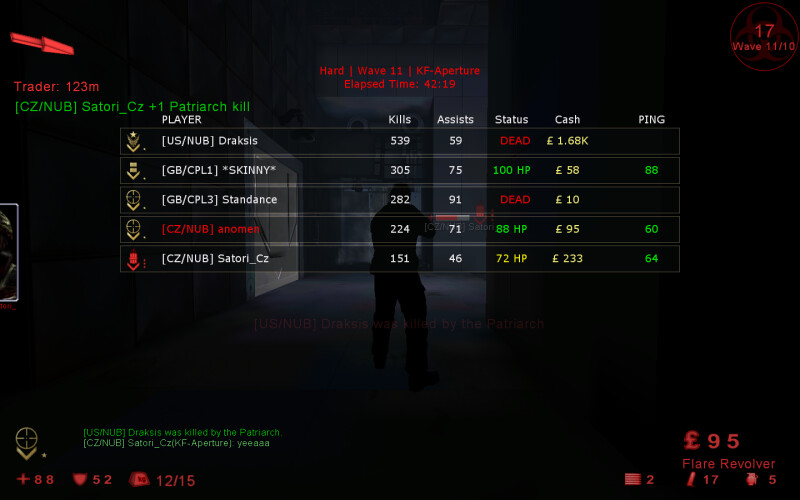 17
Wave 11/10
Hard | Wave 11 | KF-Aperture
Elapsed Time: 42:19
Trader: 123m
[CZ/NUB] Satori_Cz +1 Patriarch kill
PLAYER Kills Assists Status Cash PING
[US/NUB] Draksis 539 59 DEAD £ 1.68K
[GB/CPL1] *SKINNY* 305 75 100 HP £ 58 88
[GB/CPL3] Standance 282 91 DEAD £ 10
[CZ/NUB] anomen 224 71 88 HP £ 95 60
[CZ/NUB] Satori
[CZ/NUB] Satori_Cz 151 46 72 HP £ 233 64
[US/NUB] Draksis was killed by the Patriarch
[US/NUB] Draksis was killed by the Patriarch
[CZ/NUB] Satori_Cz(KF-Aperture): yeeaaa
£ 95
Flare Revolver
88 52 12/15 2 17 5